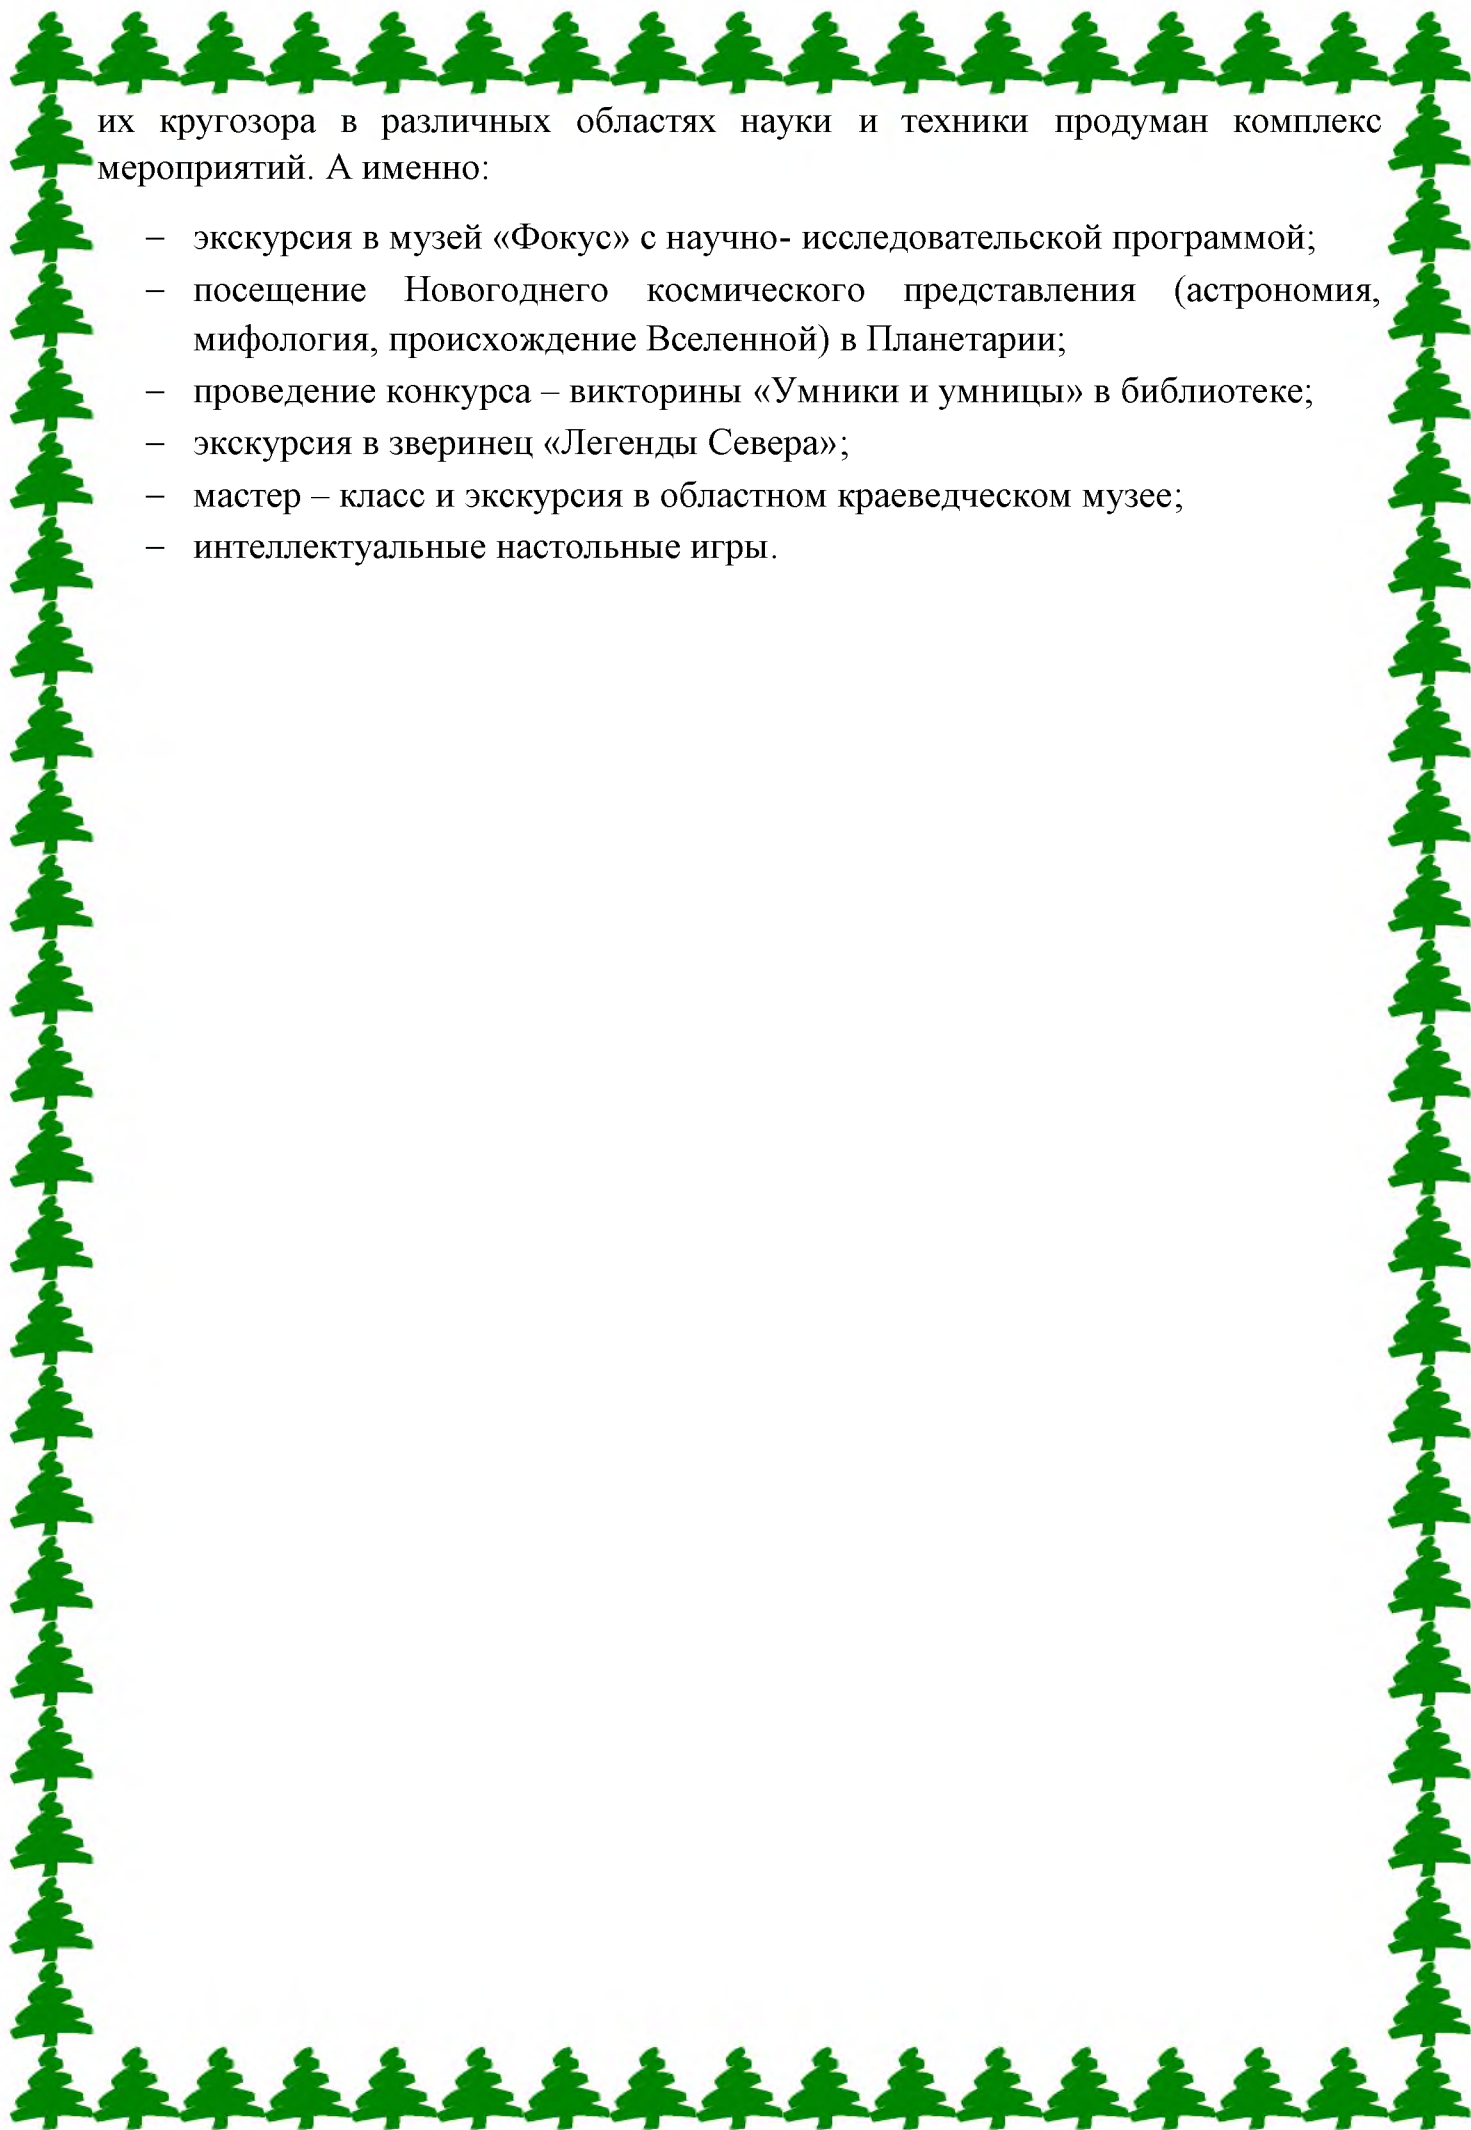 их кругозора в различных областях науки и техники продуман комплекс
мероприятий. А именно:
– экскурсия в музей «Фокус» с научно- исследовательской программой;
– посещение Новогоднего космического представления (астрономия,
мифология, происхождение Вселенной) в Планетарии;
– проведение конкурса – викторины «Умники и умницы» в библиотеке;
– экскурсия в зверинец «Легенды Севера»;
– мастер – класс и экскурсия в областном краеведческом музее;
– интеллектуальные настольные игры.